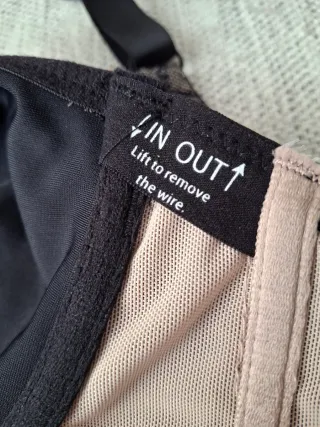 ↓IN OUT↑
Lift to remove
the wire.